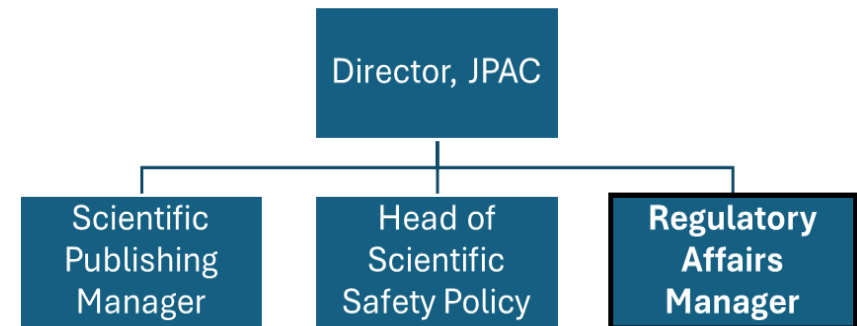 Director, JPAC
Scientific
Publishing
Manager
Head of
Scientific
Safety Policy
Regulatory
Affairs
Manager